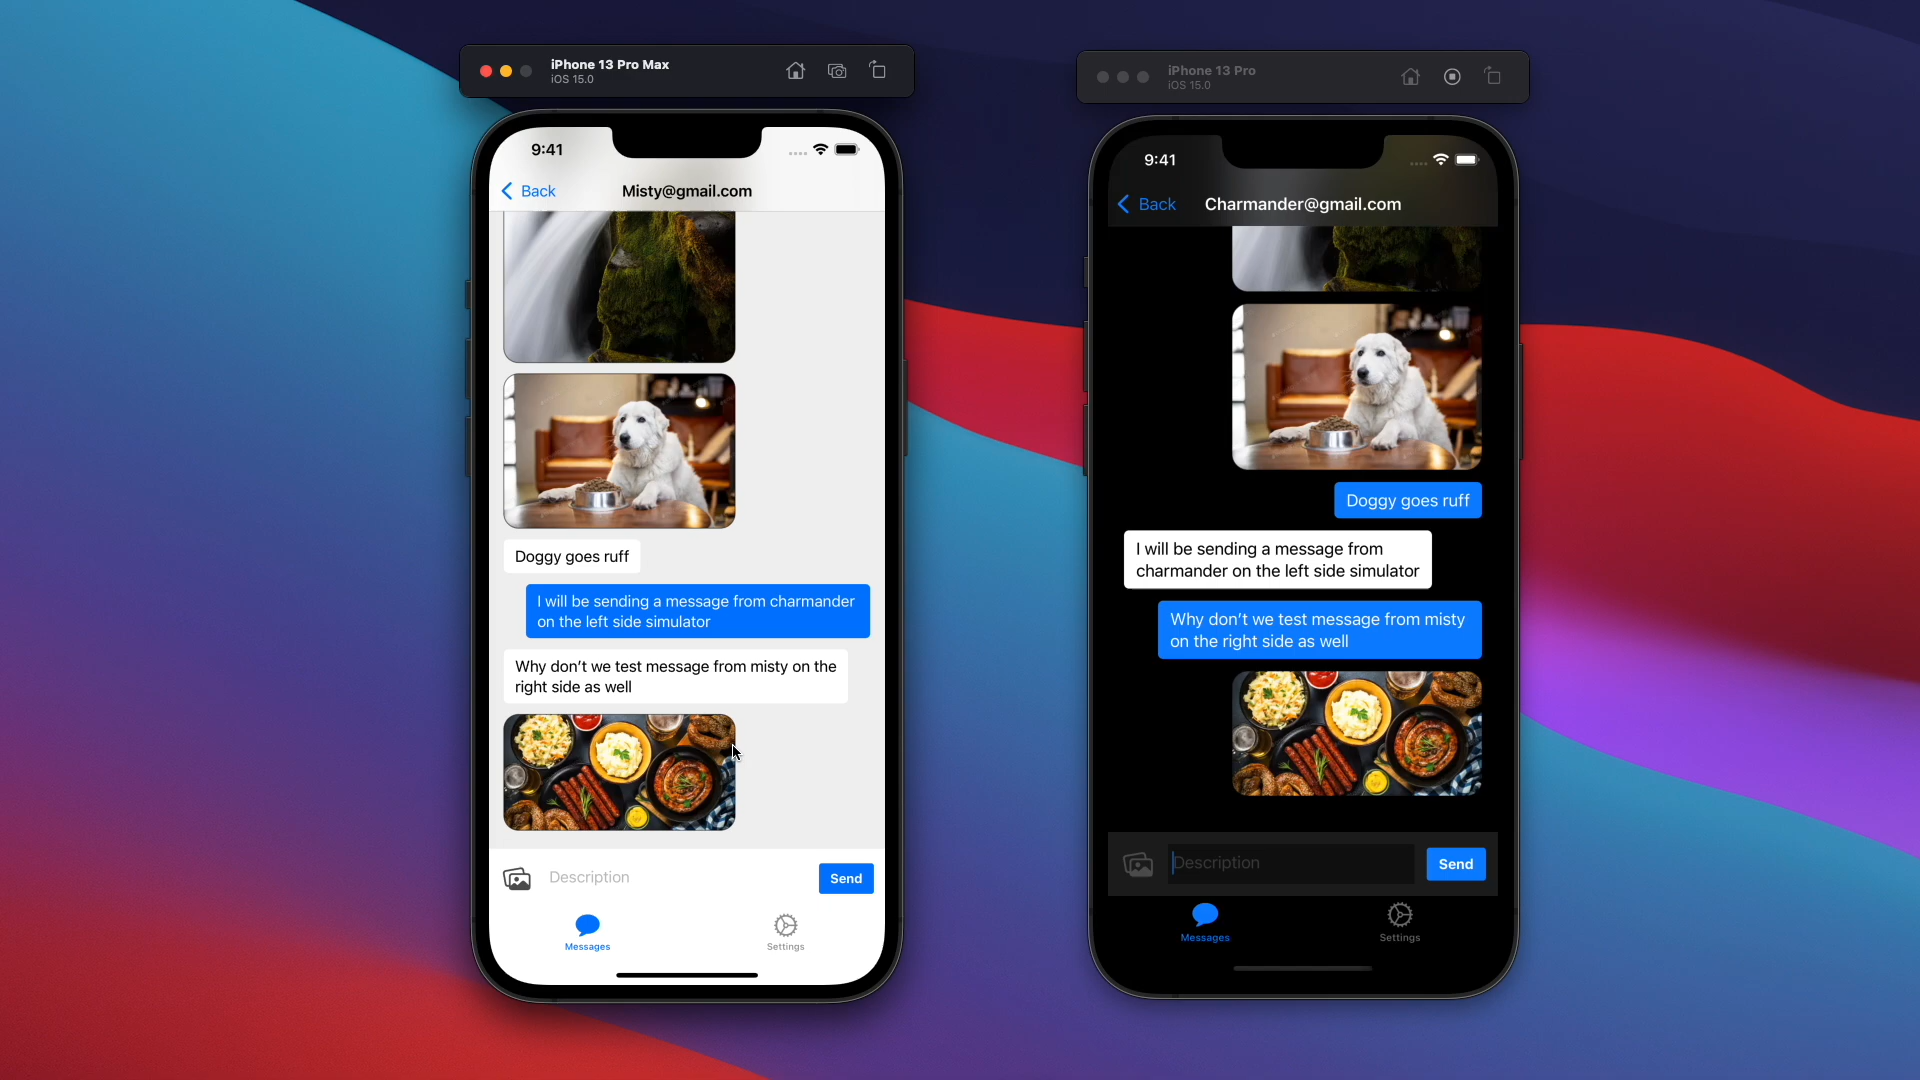 iPhone 13 Pro Max
iOS 15.0
9:41
Back
Misty@gmail.com
Doggy goes ruff
I will be sending a message from charmander
on the left side simulator
Why don't we test message from misty on the
right side as well
Description
Send
Messages
Settings
iPhone 13 Pro
iOS 15.0
9:41
Back
Charmander@gmail.com
Doggy goes ruff
I will be sending a message from
charmander on the left side simulator
Why don't we test message from misty
on the right side as well
Description
Send
Messages
Settings